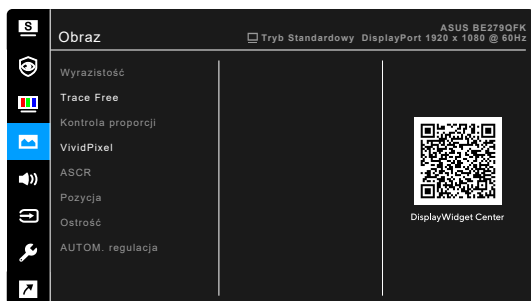 S
ASUS BE279QFK
Obraz
Tryb Standardowy DisplayPort 1920 x 1080 @ 60Hz
Wyrazistość
Trace Free
Kontrola proporcji
VividPixel
ASCR
Pozycja
Ostrość
AUTOM. regulacja
DisplayWidget Center